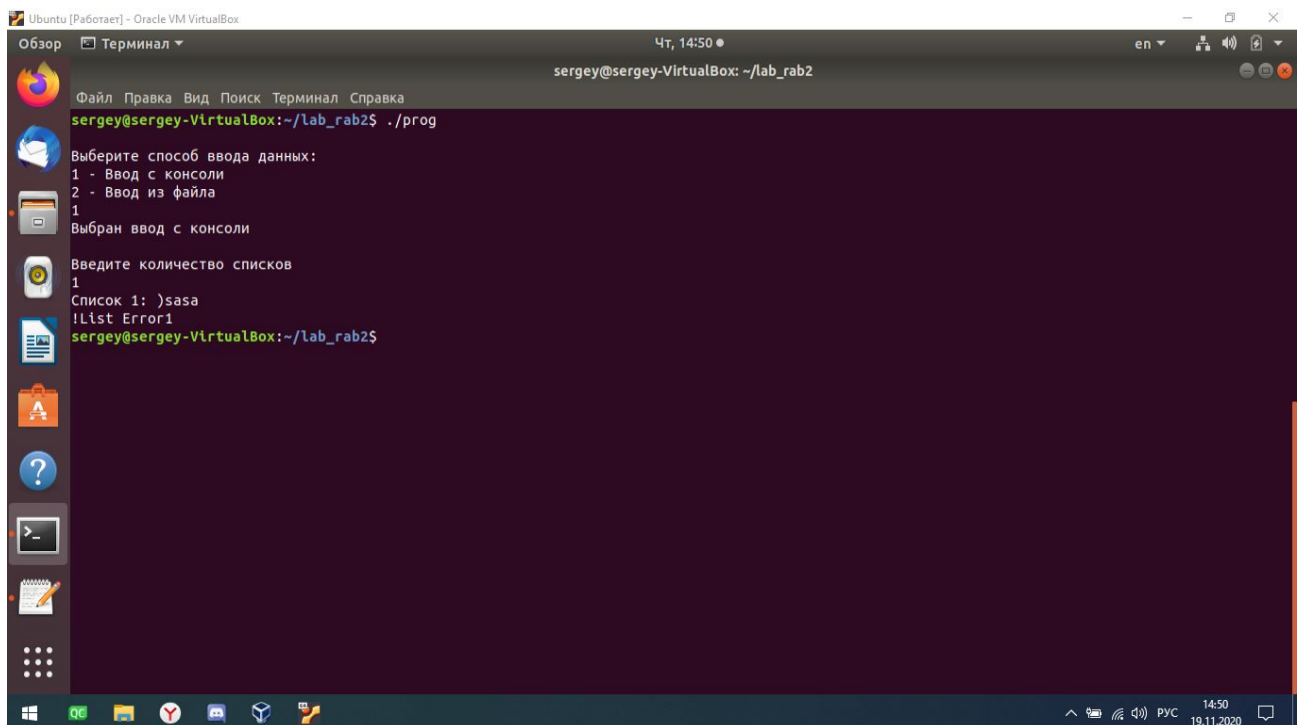 Ubuntu [Работает] - Oracle VM VirtualBox
Обзор Терминал Чт, 14:50 en
sergey@sergey-VirtualBox: ~/lab_rab2
Файл Правка Вид Поиск Терминал Справка
sergey@sergey-VirtualBox:~/lab_rab2$ ./prog
Выберите способ ввода данных:
1 - Ввод с консоли
2 - Ввод из файла
1
Выбран ввод с консоли
Введите количество списков
1
Список 1: )sasa
!List Error1
sergey@sergey-VirtualBox:~/lab_rab2$
QC
РУС
14:50
19.11.2020